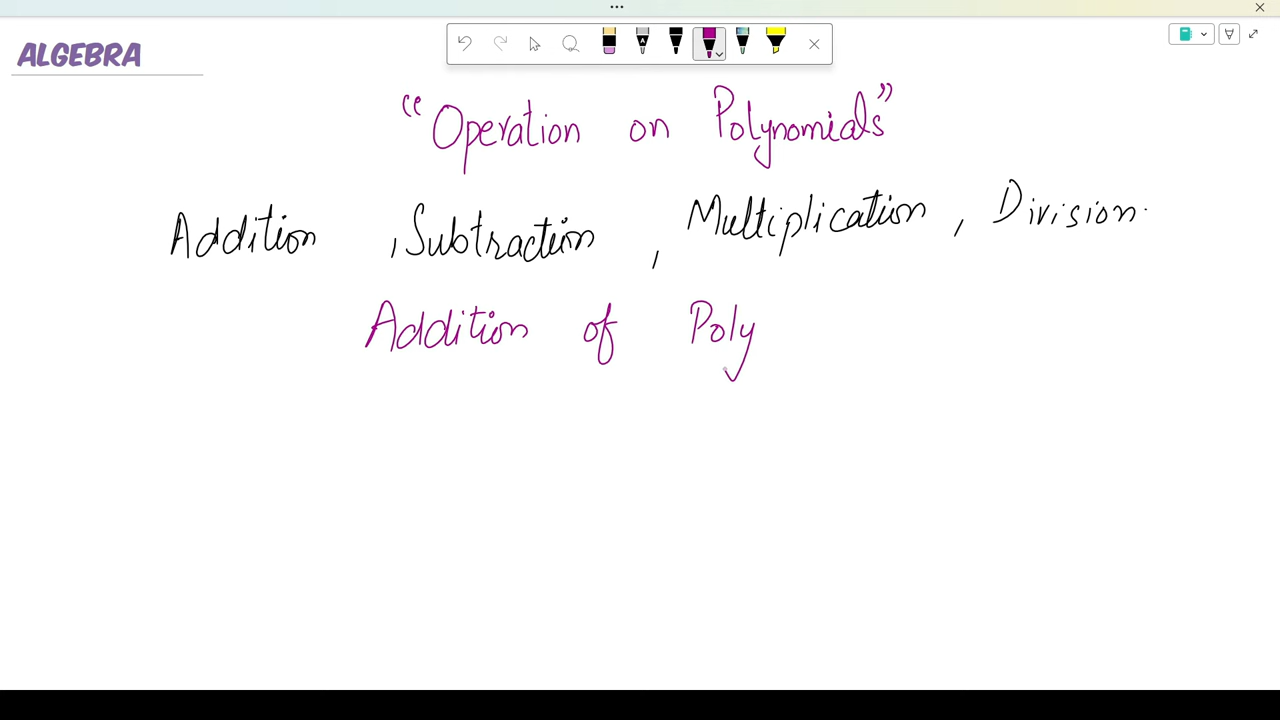 ALGEBRA
“Operation on Polynomials”
Addition , Subtraction , Multiplication , Division.
Addition of Poly